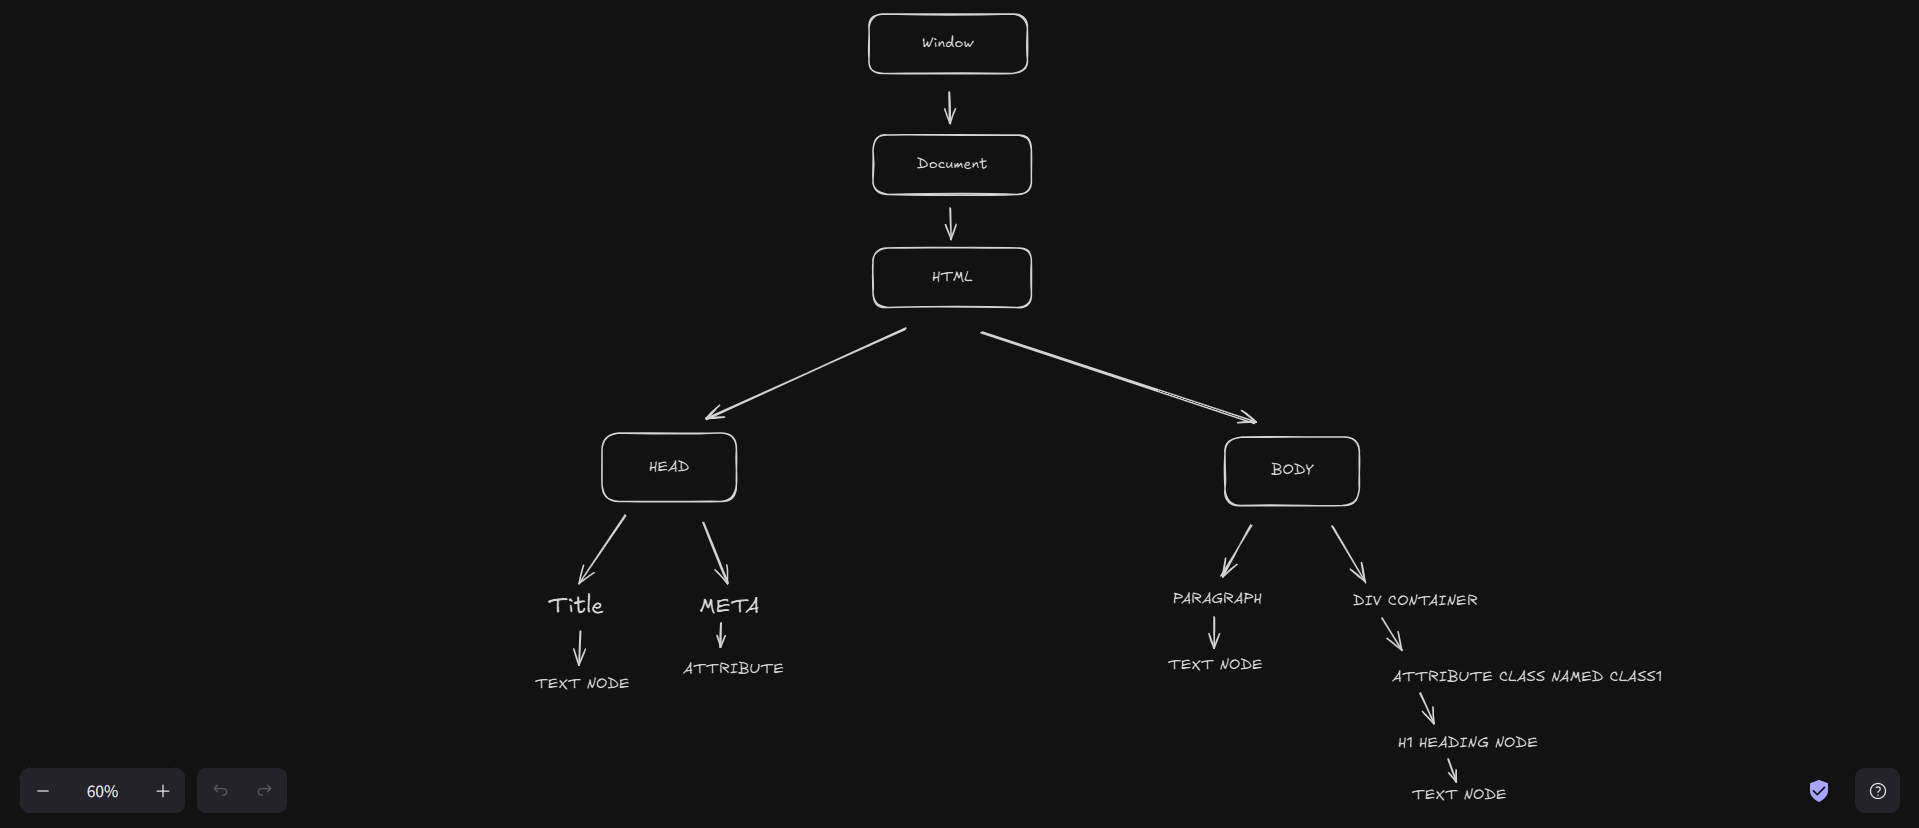 Window
Document
HTML
HEAD
BODY
Title
META
PARAGRAPH
DIV CONTAINER
TEXT NODE
ATTRIBUTE
TEXT NODE
ATTRIBUTE CLASS NAMED CLASS1
H1 HEADING NODE
TEXT NODE
60%